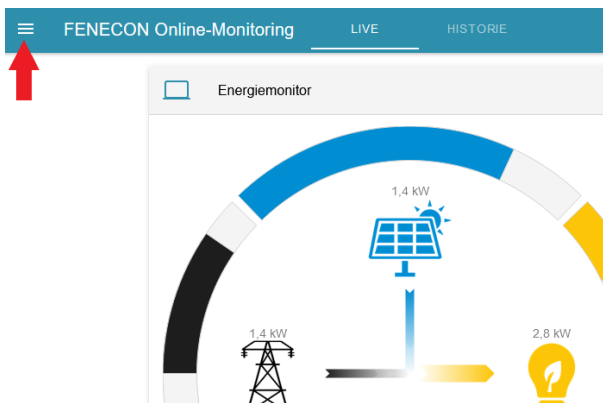 FENECON Online-Monitoring LIVE HISTORIE
Energiemonitor
1,4 kW
1,4 kW 2,8 kW